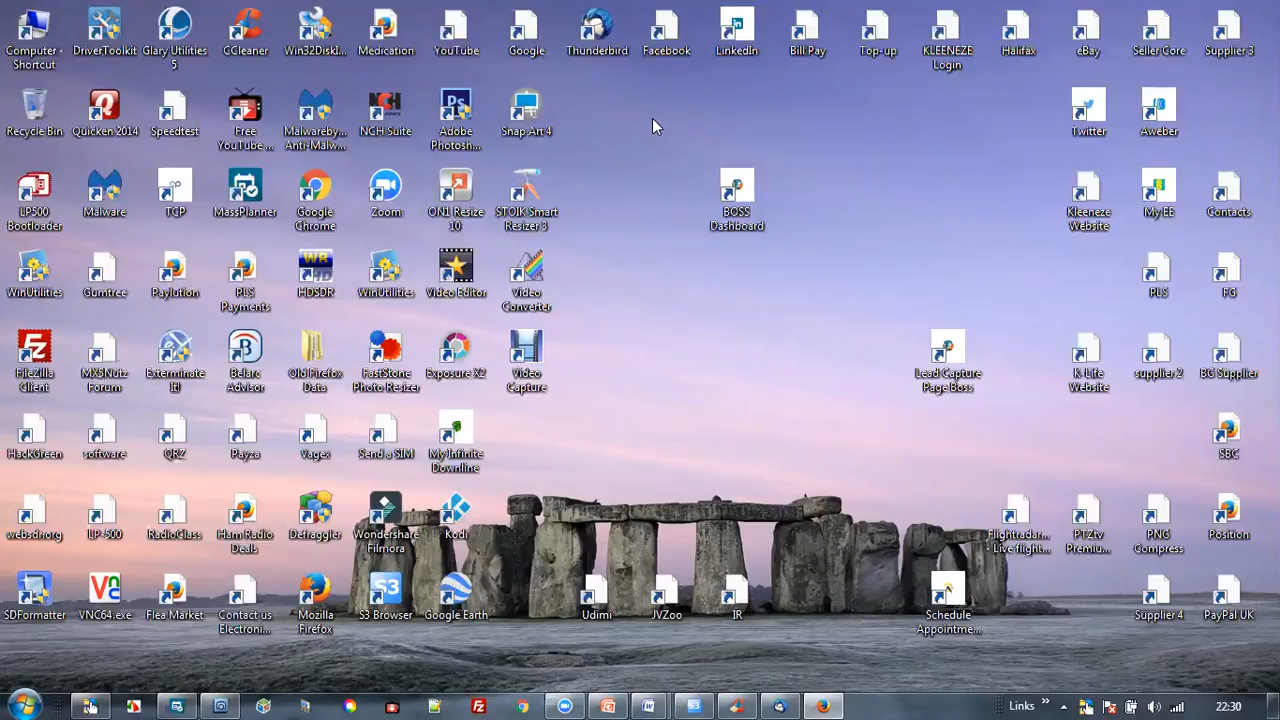 Computer - Shortcut
DriverToolkit
Glary Utilities 5
CCleaner
Win32DiskI...
Medication
YouTube
Google
Thunderbird
Facebook
LinkedIn
Bill Pay
Top-up
KLEENEZE Login
Halifax
eBay
Seller Core
Supplier 3
Recycle Bin
Quicken 2014
Speedtest
Free YouTube...
Malwareby... Anti-Malw...
NCH Suite
Adobe Photosh...
Snap Art 4
Twitter
Aweber
LP500 Bootloader
Malware
TCP
MassPlanner
Google Chrome
Zoom
ON1 Resize 10
STOIK Smart Resizer 3
BOSS Dashboard
Kleeneze Website
My EE
Contacts
WinUtilities
Gumtree
Paylution
PLS Payments
HDSDR
WinUtilities
Video Editor
Video Converter
PLS
FG
FileZilla Client
MX5Nutz Forum
Exterminate It!
Belarc Advisor
Old Firefox Data
FastStone Photo Resizer
Exposure X2
Video Capture
Lead Capture Page Boss
K-Life Website
supplier 2
BG Supplier
HackGreen
software
QRZ
Payza
Vagex
Send a SIM
My Infinite Downline
SBC
websdr.org
LP-500
RadioClass
Ham Radio Deals
Defraggler
Wondershare Filmora
Kodi
Flightradar... - Live flight...
PTZtv Premiu...
PNG Compress
Position
SDFormatter
VNC64.exe
Flea Market
Contact us Electroni...
Mozilla Firefox
S3 Browser
Google Earth
Udimi
JVZoo
IR
Schedule Appointme...
Supplier 4
PayPal UK
Links
22:30